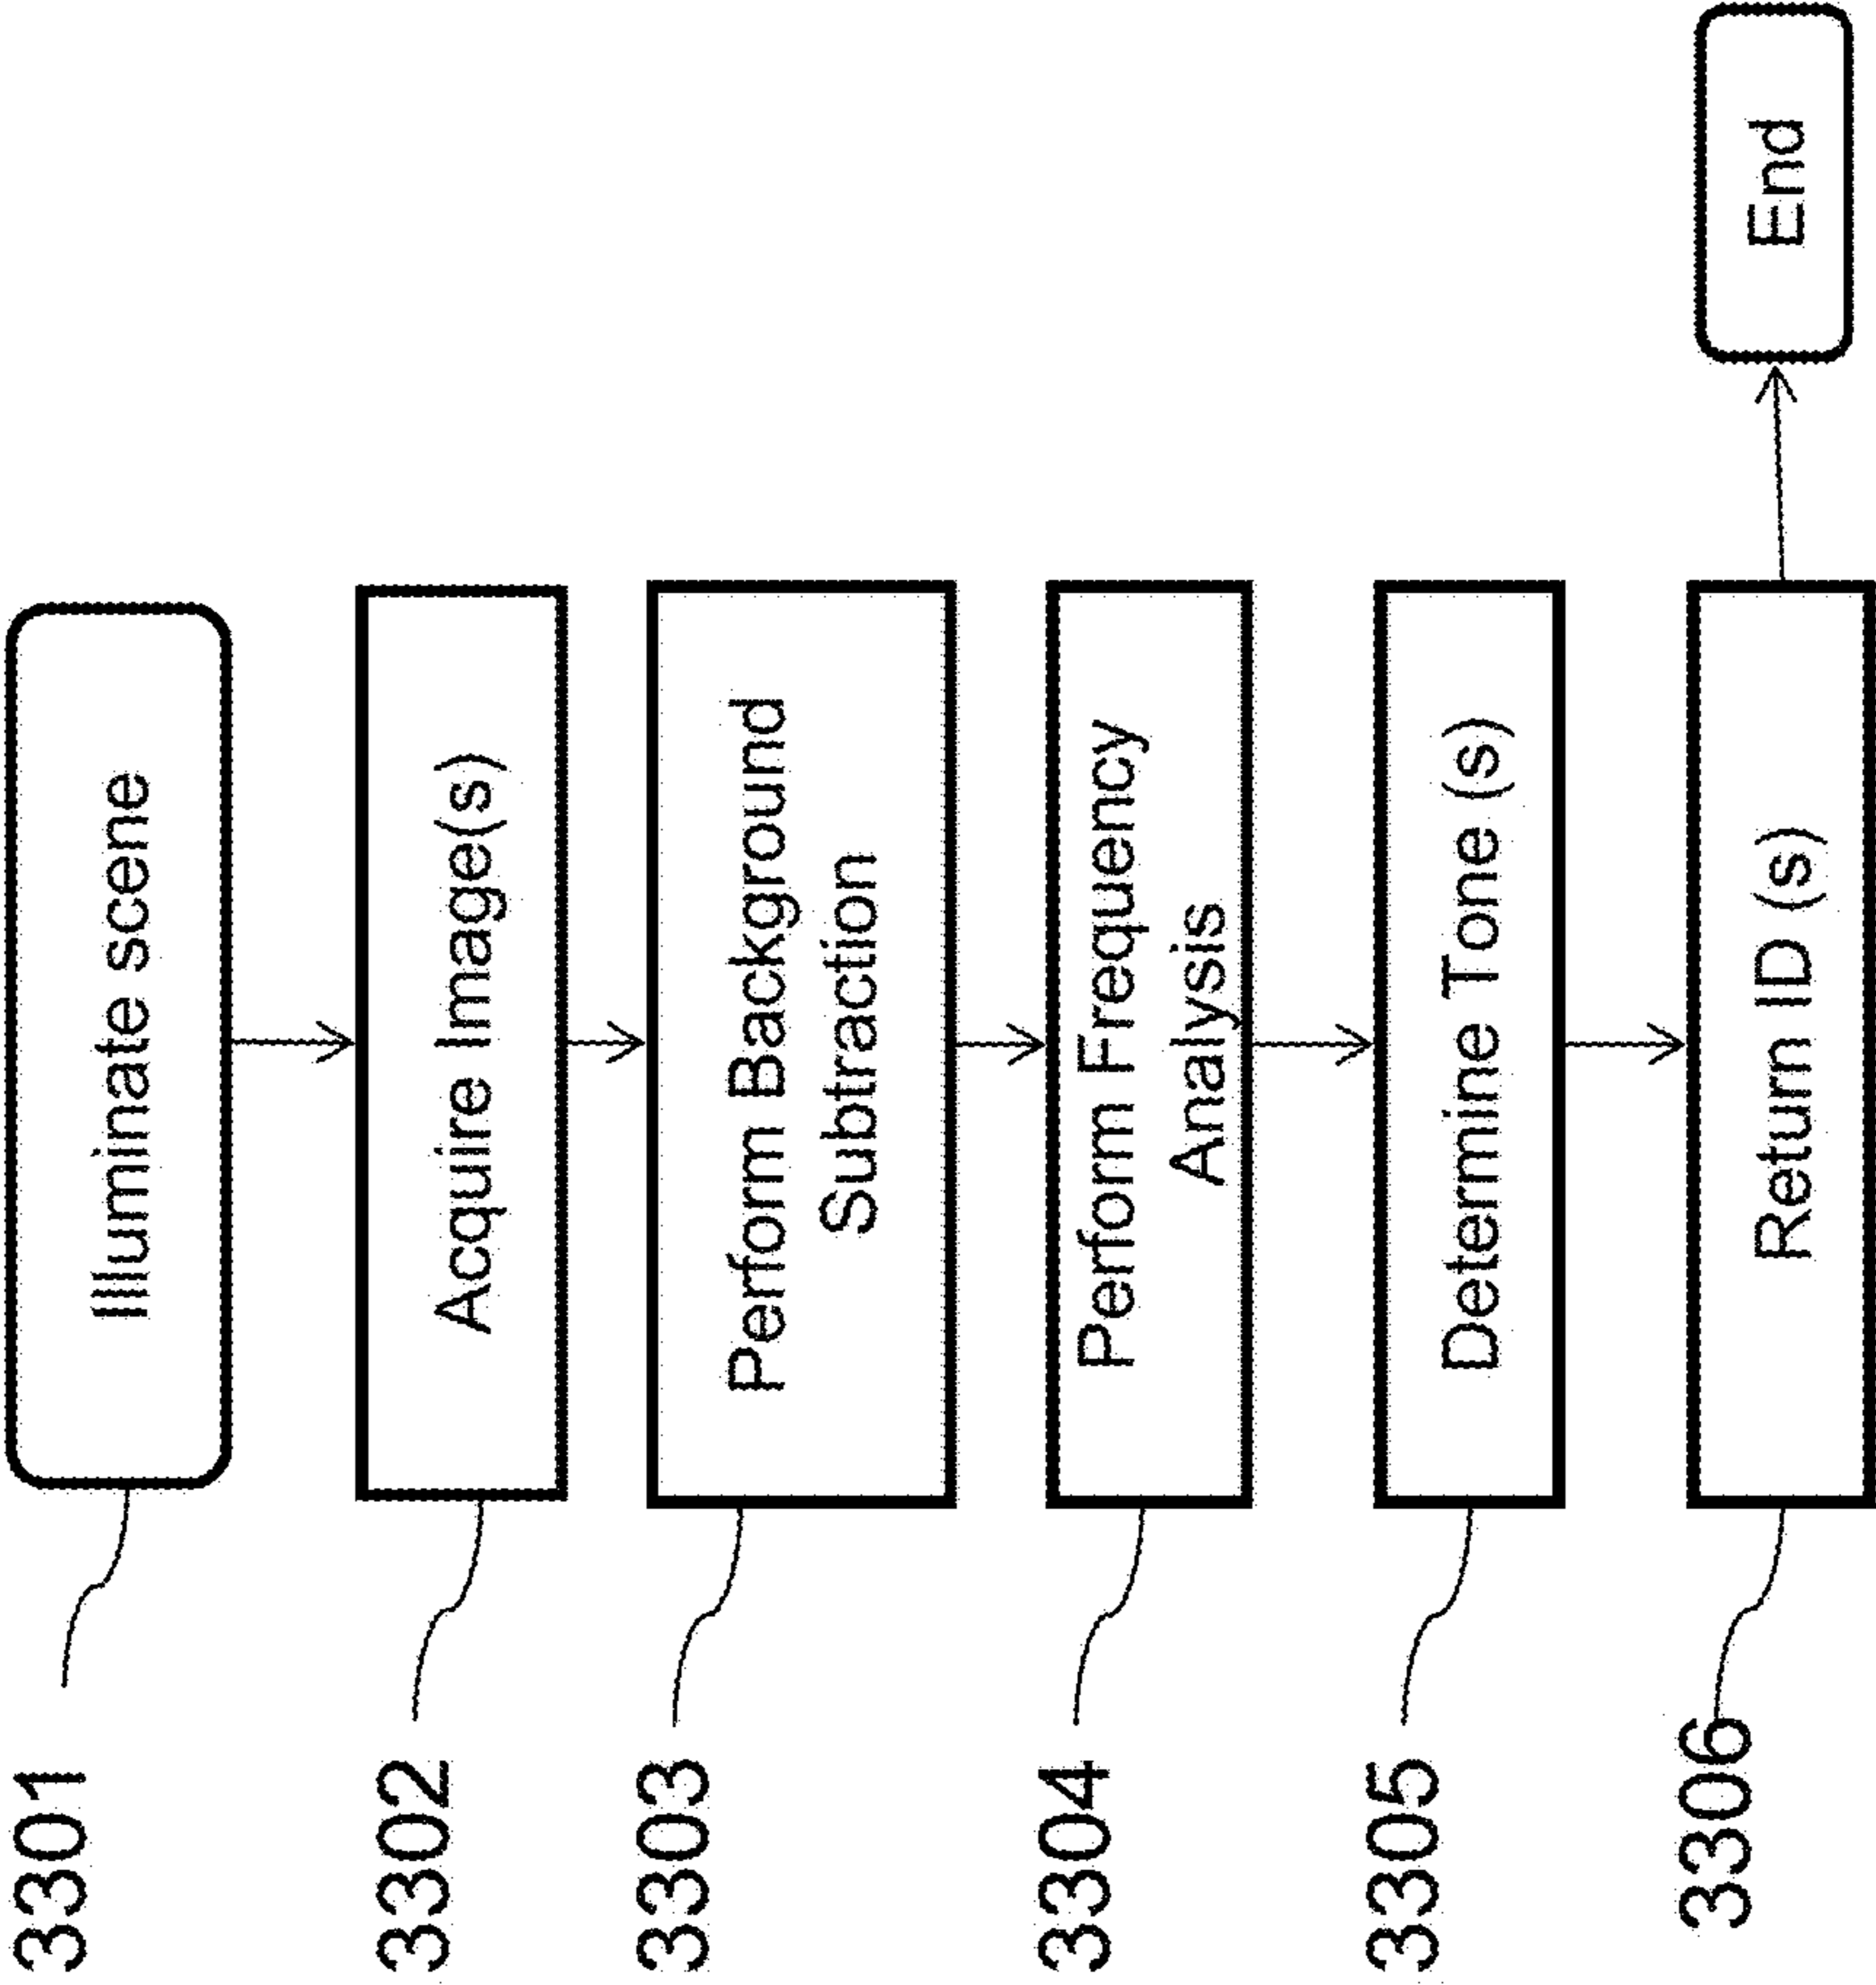 3301
Illuminate scene
3302
Acquire Image(s)
3303
Perform Background
Subtraction
3304
Perform Frequency
Analysis
3305
Determine Tone (s)
3306
Return ID (s)
End